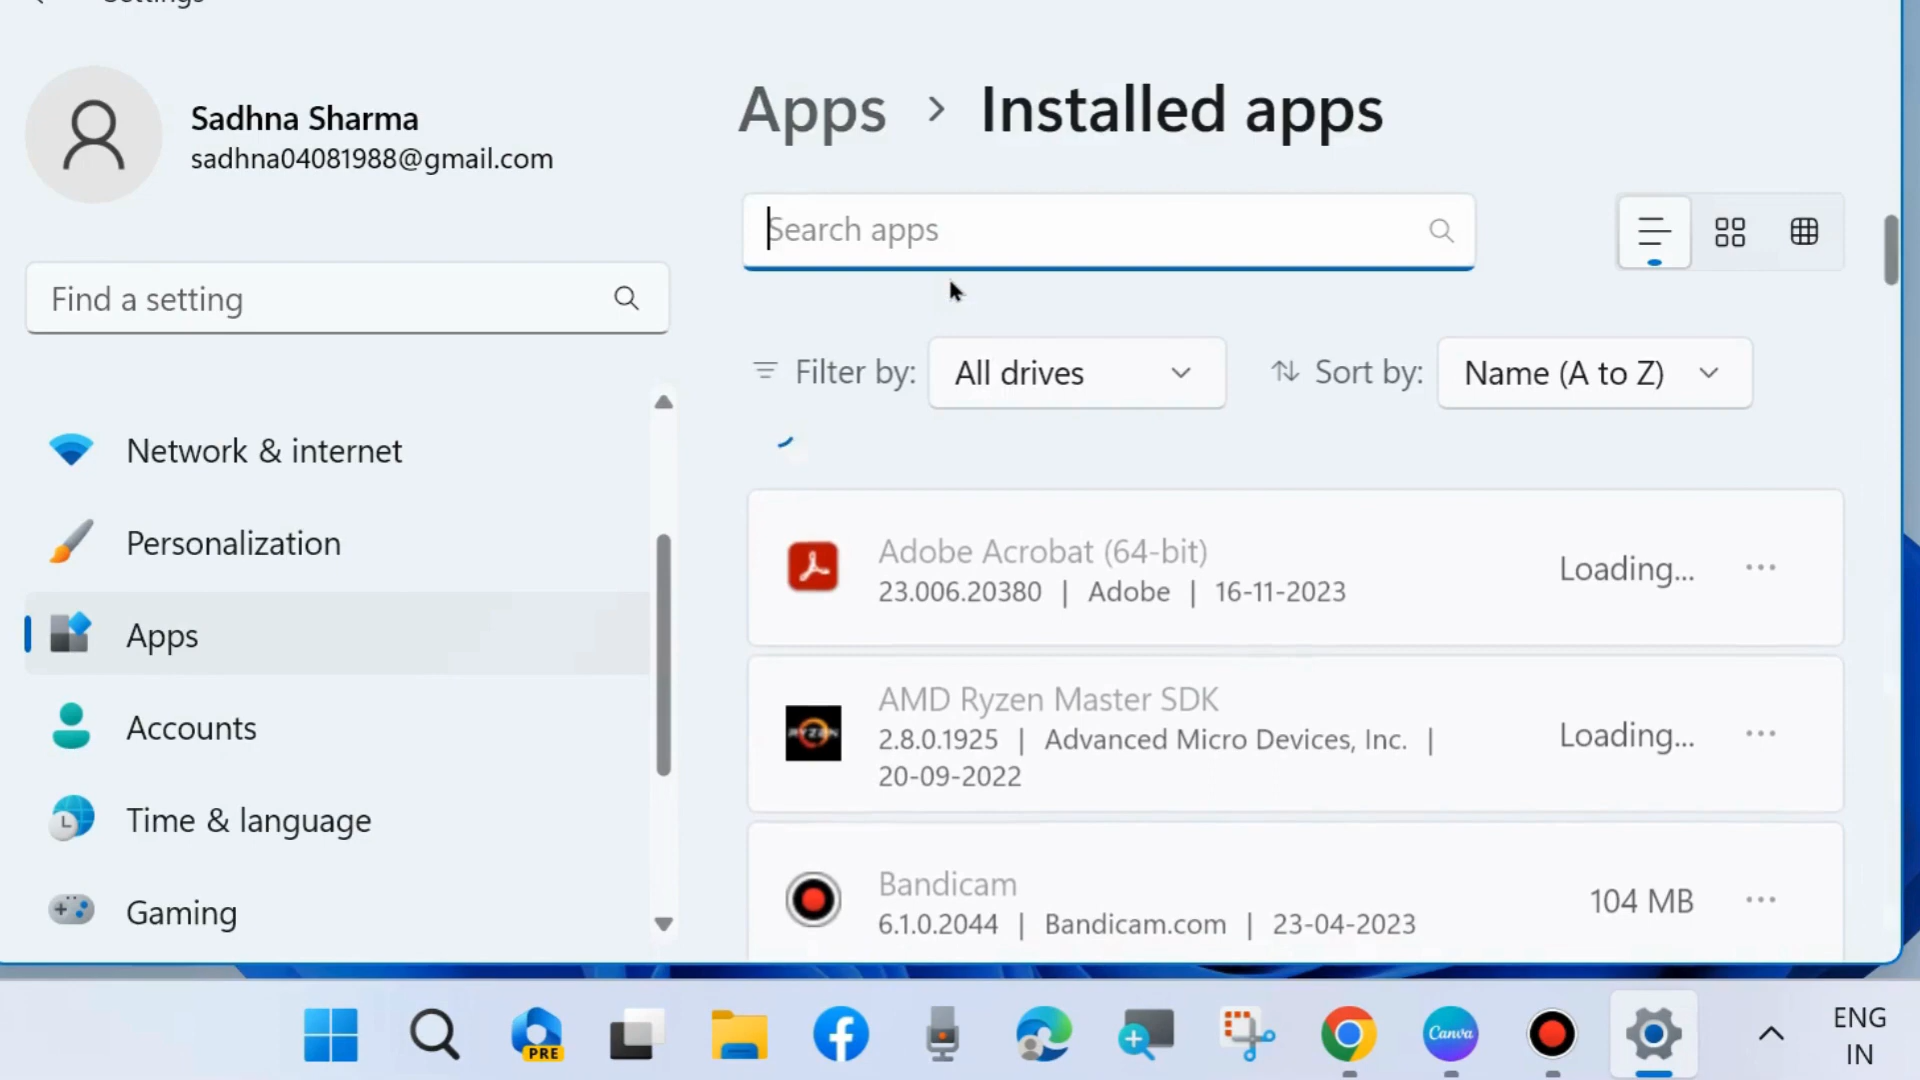 Settings
Sadhna Sharma
sadhna04081988@gmail.com
Find a setting
Network & internet
Personalization
Apps
Accounts
Time & language
Gaming
Apps > Installed apps
Search apps
Filter by: All drives
Sort by: Name (A to Z)
Adobe Acrobat (64-bit)
23.006.20380 | Adobe | 16-11-2023
Loading...
AMD Ryzen Master SDK
2.8.0.1925 | Advanced Micro Devices, Inc. |
20-09-2022
Loading...
RYZEN
Bandicam
6.1.0.2044 | Bandicam.com | 23-04-2023
104 MB
PRE
Canva
ENG
IN